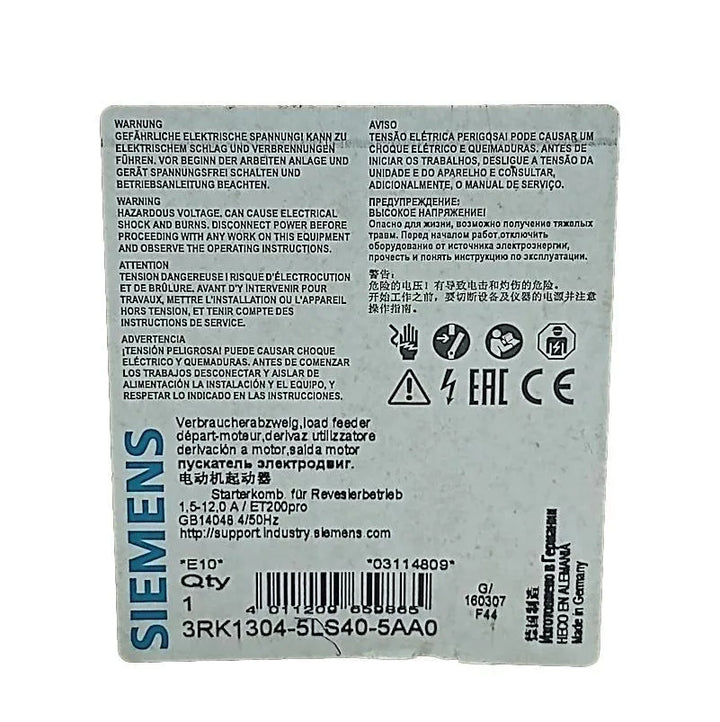 WARNUNG
GEFÄHRLICHE ELEKTRISCHE SPANNUNG! KANN ZU
ELEKTRISCHEM SCHLAG UND VERBRENNUNGEN
FÜHREN. VOR BEGINN DER ARBEITEN ANLAGE UND
GERÄT SPANNUNGSFREI SCHALTEN UND
BETRIEBSANLEITUNG BEACHTEN.
WARNING
HAZARDOUS VOLTAGE. CAN CAUSE ELECTRICAL
SHOCK AND BURNS. DISCONNECT POWER BEFORE
PROCEEDING WITH ANY WORK ON THIS EQUIPMENT
AND OBSERVE THE OPERATING INSTRUCTIONS.
ATTENTION
TENSION DANGEREUSE ! RISQUE D'ÉLECTROCUTION
ET DE BRÛLURE. AVANT D'Y INTERVENIR POUR
TRAVAUX, METTRE L'INSTALLATION OU L'APPAREIL
HORS TENSION, ET TENIR COMPTE DES
INSTRUCTIONS DE SERVICE.
ADVERTENCIA
¡TENSIÓN PELIGROSA! PUEDE CAUSAR CHOQUE
ELÉCTRICO Y QUEMADURAS. ANTES DE COMENZAR
LOS TRABAJOS DESCONECTAR Y AISLAR DE
ALIMENTACIÓN LA INSTALACIÓN Y EL EQUIPO, Y
RESPETAR LO INDICADO EN LAS INSTRUCCIONES.
AVISO
TENSÃO ELÉTRICA PERIGOSA! PODE CAUSAR UM
CHOQUE ELÉTRICO E QUEIMADURAS. ANTES DE
INICIAR OS TRABALHOS, DESLIGUE A TENSÃO DA
UNIDADE E DO APARELHO E CONSULTAR,
ADICIONALMENTE, O MANUAL DE SERVIÇO.
ПРЕДУПРЕЖДЕНИЕ:
ВЫСОКОЕ НАПРЯЖЕНИЕ!
Опасно для жизни, возможно получение тяжелых
травм. Перед началом работ,отключить
оборудование от источника электроэнергии,
прочесть и понять инструкцию по эксплуатации.
警告:
危险的电压! 有导致电击和灼伤的危险。
开始工作之前, 要切断设备及仪器的电源并注意
操作指南。
EAC CE
SIEMENS
Verbraucherabzweig,load feeder
départ-moteur,derivaz utilizzatore
derivación a motor,saída motor
пускатель электродвиг.
电动机起动器
Starterkomb. für Revesierbetrieb
1,5-12,0 A / ET200pro
GB14048.4/50Hz
http://support.industry.siemens.com
*E10*
*03114809*
Qty
1
3RK1304-5LS40-5AA0
G/
160307
F44
德国制造
Изготовлено в Германии
HECO EN ALEMANIA
Made in Germany